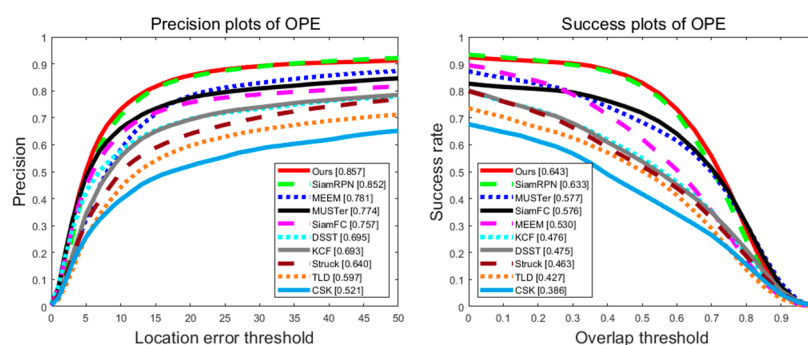 Precision plots of OPE
1
0.9
0.8
0.7
0.6
0.5
0.4
0.3
0.2
0.1
0
Precision
Ours [0.857]
SiamRPN [0.852]
MEEM [0.781]
MUSTer [0.774]
SiamFC [0.757]
DSST [0.695]
KCF [0.693]
Struck [0.640]
TLD [0.597]
CSK [0.521]
0 5 10 15 20 25 30 35 40 45 50
Location error threshold
Success plots of OPE
1
0.9
0.8
0.7
0.6
0.5
0.4
0.3
0.2
0.1
0
Success rate
Ours [0.643]
SiamRPN [0.633]
MUSTer [0.577]
SiamFC [0.576]
MEEM [0.530]
KCF [0.476]
DSST [0.475]
Struck [0.463]
TLD [0.427]
CSK [0.386]
0 0.1 0.2 0.3 0.4 0.5 0.6 0.7 0.8 0.9
Overlap threshold